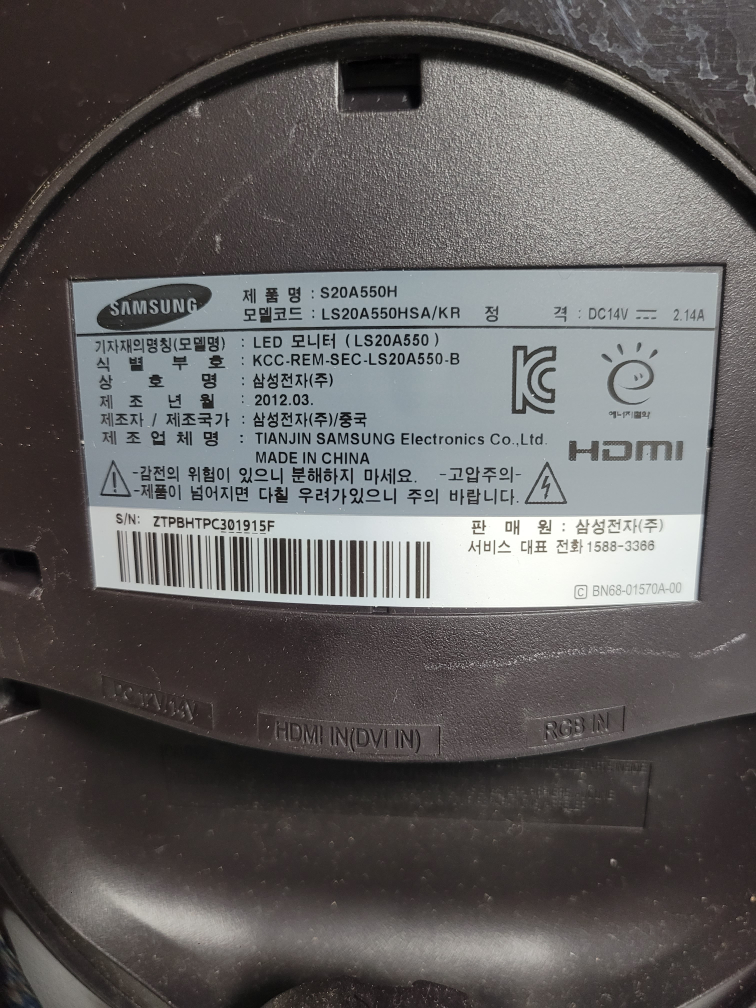 SAMSUNG
제 품 명 : S20A550H
모델코드 : LS20A550HSA/KR 정 격 : DC14V 2.14A
기자재의명칭(모델명) : LED 모니터 (LS20A550)
식 별 부 호 : KCC-REM-SEC-LS20A550-B
상 호 명 : 삼성전자(주)
제 조 년 월 : 2012.03.
제조자 / 제조국가 : 삼성전자(주)/중국
제 조 업 체 명 : TIANJIN SAMSUNG Electronics Co.,Ltd.
MADE IN CHINA
에너지절약
HDMI
-감전의 위험이 있으니 분해하지 마세요. -고압주의-
-제품이 넘어지면 다칠 우려가있으니 주의 바랍니다.
S/N: ZTPBHTPC301915F
판 매 원 : 삼성전자(주)
서비스 대표 전화 1588-3366
C BN68-01570A-00
HDMI IN(DVI IN)
RGB IN